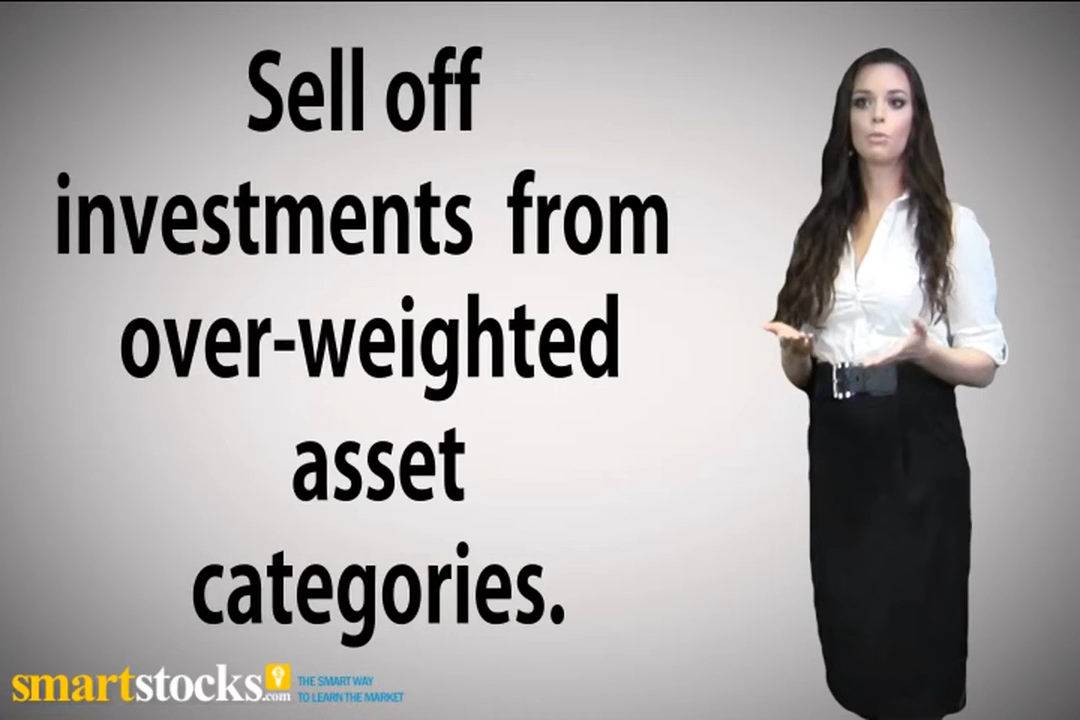 Sell off
investments from
over-weighted
asset
categories.
smartstocks.com
THE SMART WAY
TO LEARN THE MARKET